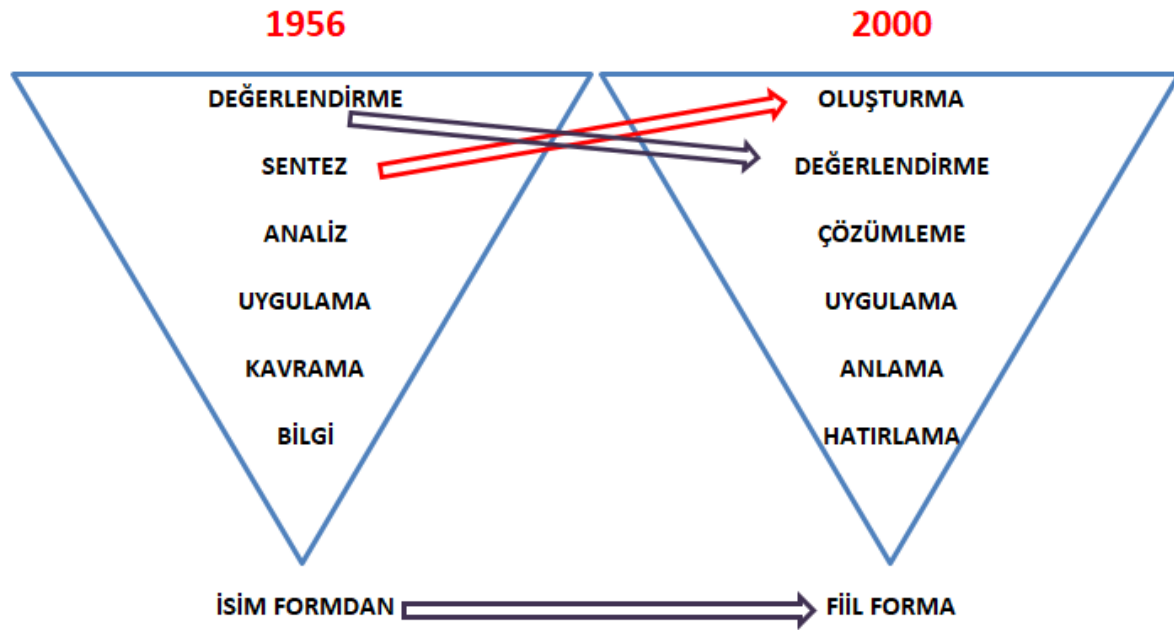 1956
DEĞERLENDİRME
SENTEZ
ANALİZ
UYGULAMA
KAVRAMA
BİLGİ
İSİM FORMDAN
2000
OLUŞTURMA
DEĞERLENDİRME
ÇÖZÜMLEME
UYGULAMA
ANLAMA
HATIRLAMA
FİİL FORMA